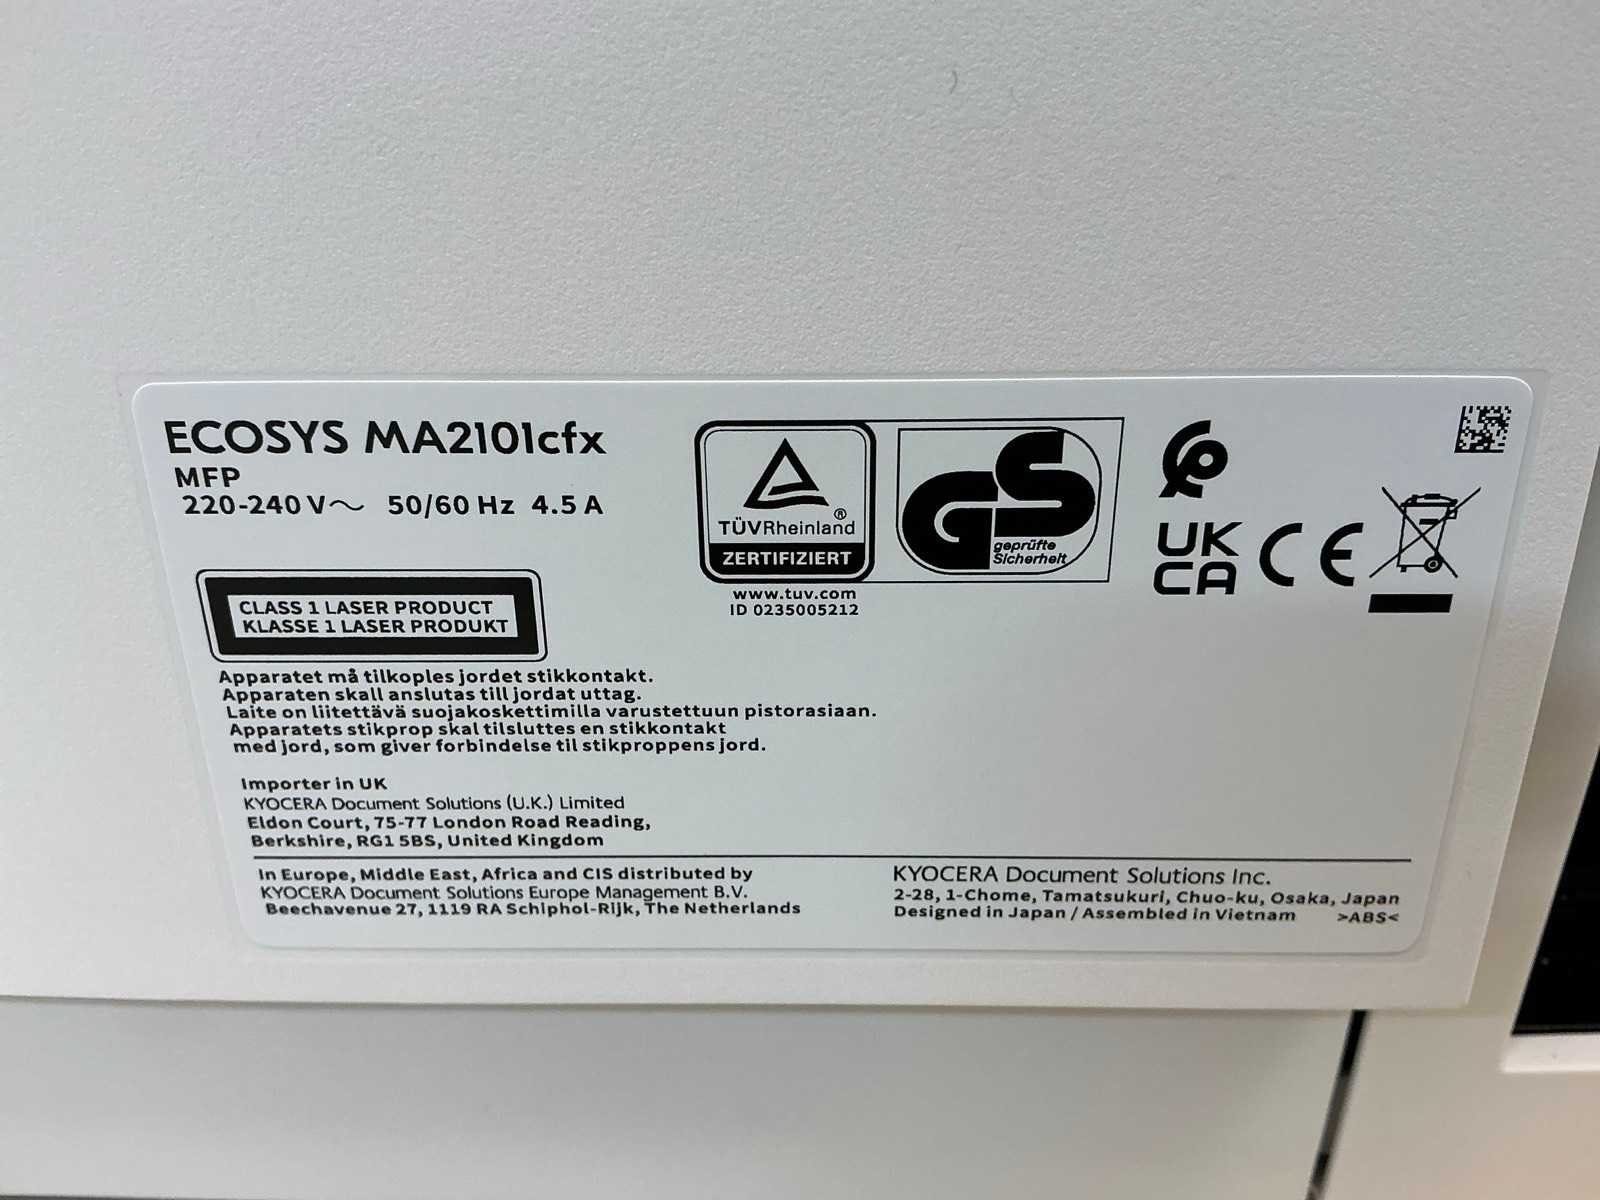 ECOSYS MA2101cfx
MFP
220-240 V～ 50/60 Hz 4.5 A
CLASS 1 LASER PRODUCT
KLASSE 1 LASER PRODUKT
TÜVRheinland®
ZERTIFIZIERT
www.tuv.com
ID 0235005212
GS
geprüfte
Sicherheit
UK
CA
CE
Apparatet må tilkoples jordet stikkontakt.
Apparaten skall anslutas till jordat uttag.
Laite on liitettävä suojakoskettimilla varustettuun pistorasiaan.
Apparatets stikprop skal tilsluttes en stikkontakt
med jord, som giver forbindelse til stikproppens jord.
Importer in UK
KYOCERA Document Solutions (U.K.) Limited
Eldon Court, 75-77 London Road Reading,
Berkshire, RG1 5BS, United Kingdom
In Europe, Middle East, Africa and CIS distributed by
KYOCERA Document Solutions Europe Management B.V.
Beechavenue 27, 1119 RA Schiphol-Rijk, The Netherlands
KYOCERA Document Solutions Inc.
2-28, 1-Chome, Tamatsukuri, Chuo-ku, Osaka, Japan
Designed in Japan / Assembled in Vietnam >ABS<